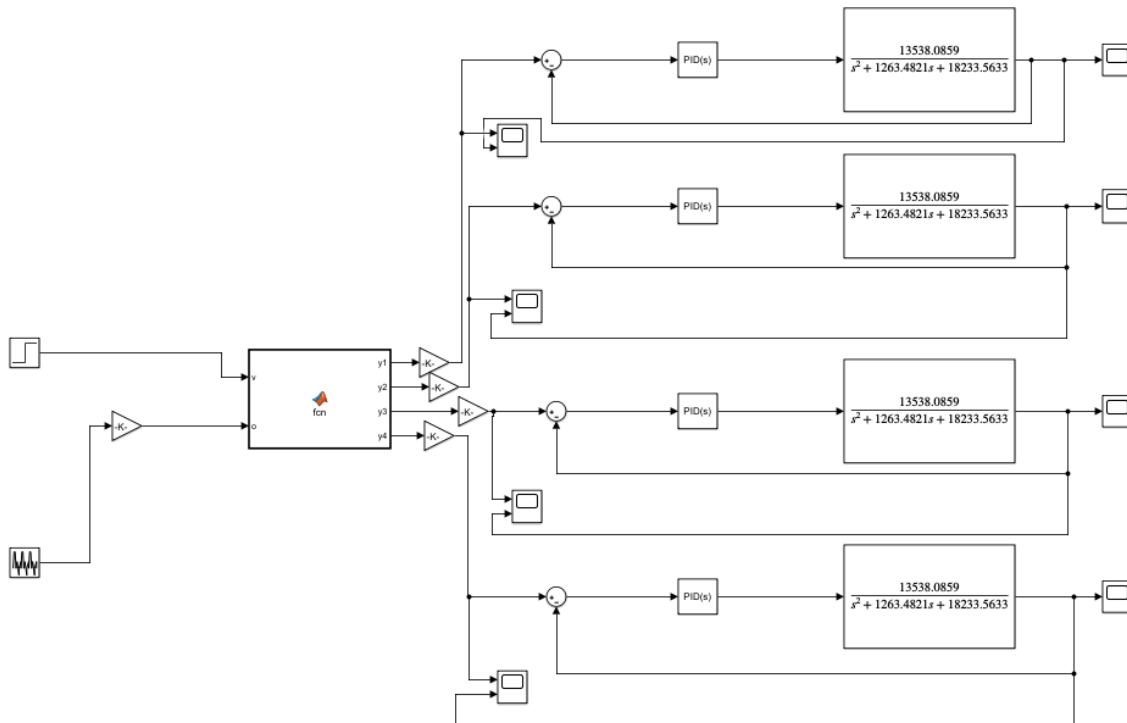 13538.0859
s² + 1263.4821s + 18233.5633
PID(s)
+
-
13538.0859
s² + 1263.4821s + 18233.5633
PID(s)
+
-
v
o
fcn
y1
y2
y3
y4
-K-
-K-
-K-
-K-
-K-
13538.0859
s² + 1263.4821s + 18233.5633
PID(s)
+
-
13538.0859
s² + 1263.4821s + 18233.5633
PID(s)
+
-